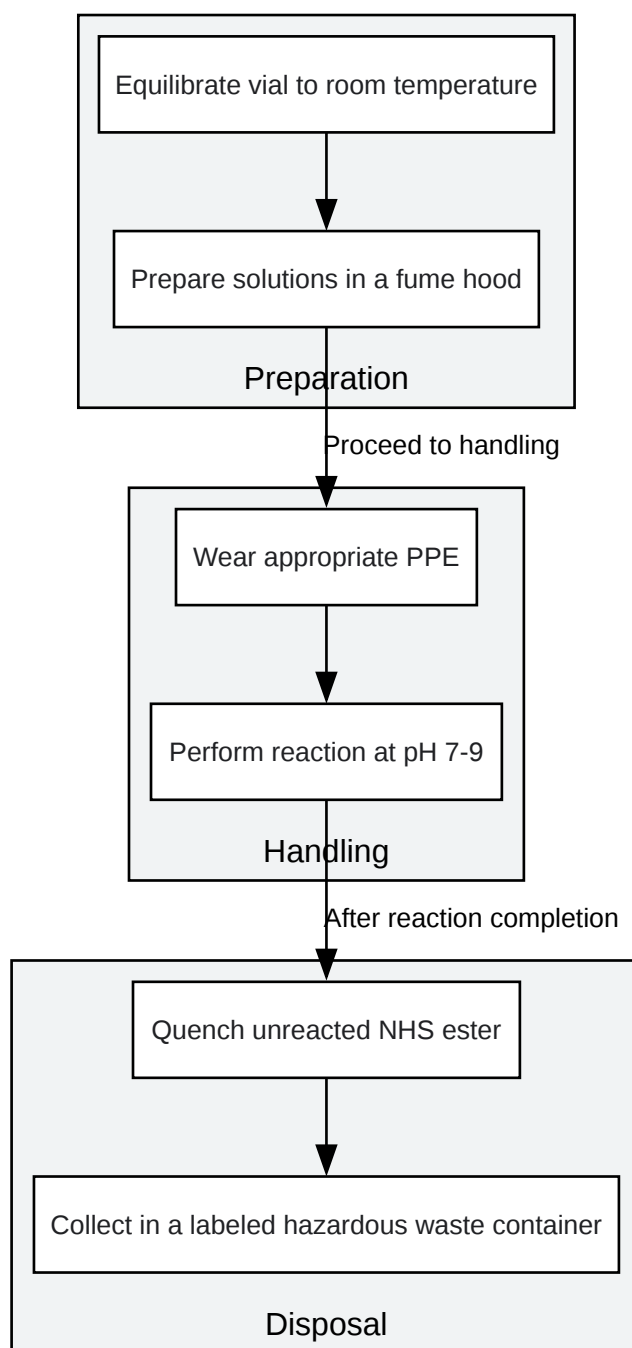 Equilibrate vial to room temperature
Prepare solutions in a fume hood
Preparation
Proceed to handling
Wear appropriate PPE
Perform reaction at pH 7-9
Handling
After reaction completion
Quench unreacted NHS ester
Collect in a labeled hazardous waste container
Disposal